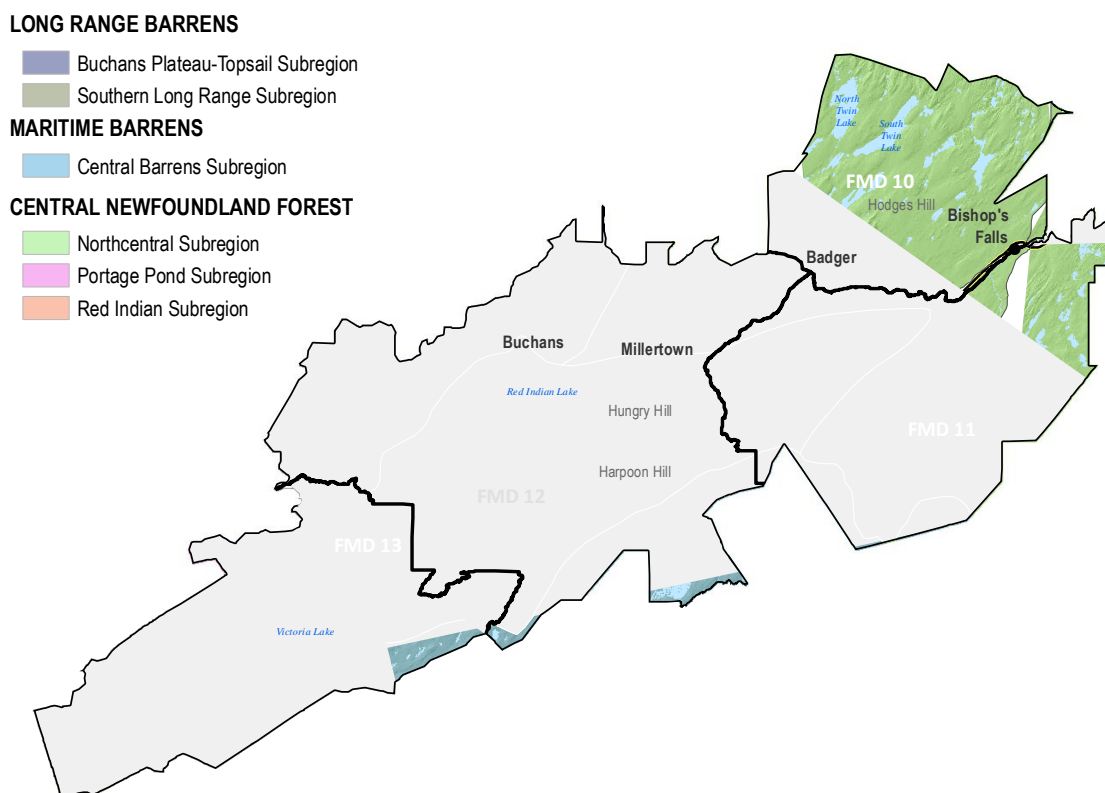 LONG RANGE BARRENS
Buchans Plateau-Topsail Subregion
Southern Long Range Subregion
MARITIME BARRENS
Central Barrens Subregion
CENTRAL NEWFOUNDLAND FOREST
Northcentral Subregion
Portage Pond Subregion
Red Indian Subregion
North
Twin
Lake
South
Twin
Lake
FMD 10
Hodges Hill
Bishop's
Falls
Badger
Buchans
Millertown
Red Indian Lake
Hungry Hill
FMD 11
Harpoon Hill
FMD 12
FMD 13
Victoria Lake